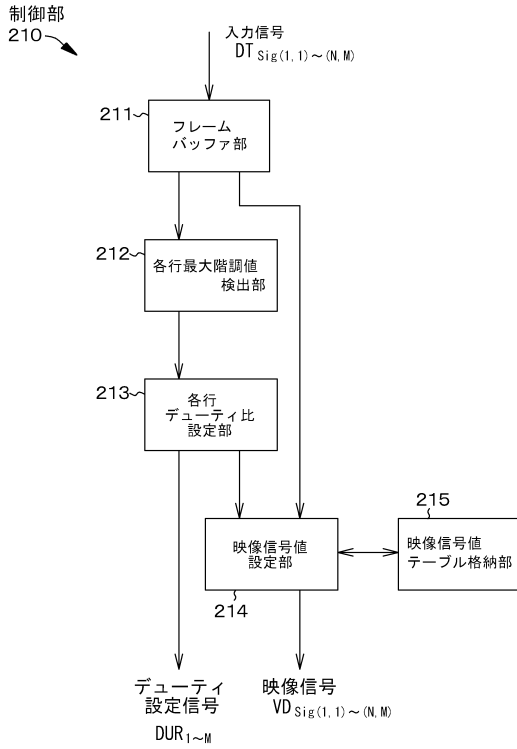 制御部
210
入力信号
DT Sig(1,1)～(N,M)
211
フレーム
バッファ部
212
各行最大階調値
検出部
213
各行
デューティ比
設定部
215
映像信号値
設定部
映像信号値
テーブル格納部
214
デューティ
設定信号
DUR1～M
映像信号
VD Sig(1,1)～(N,M)